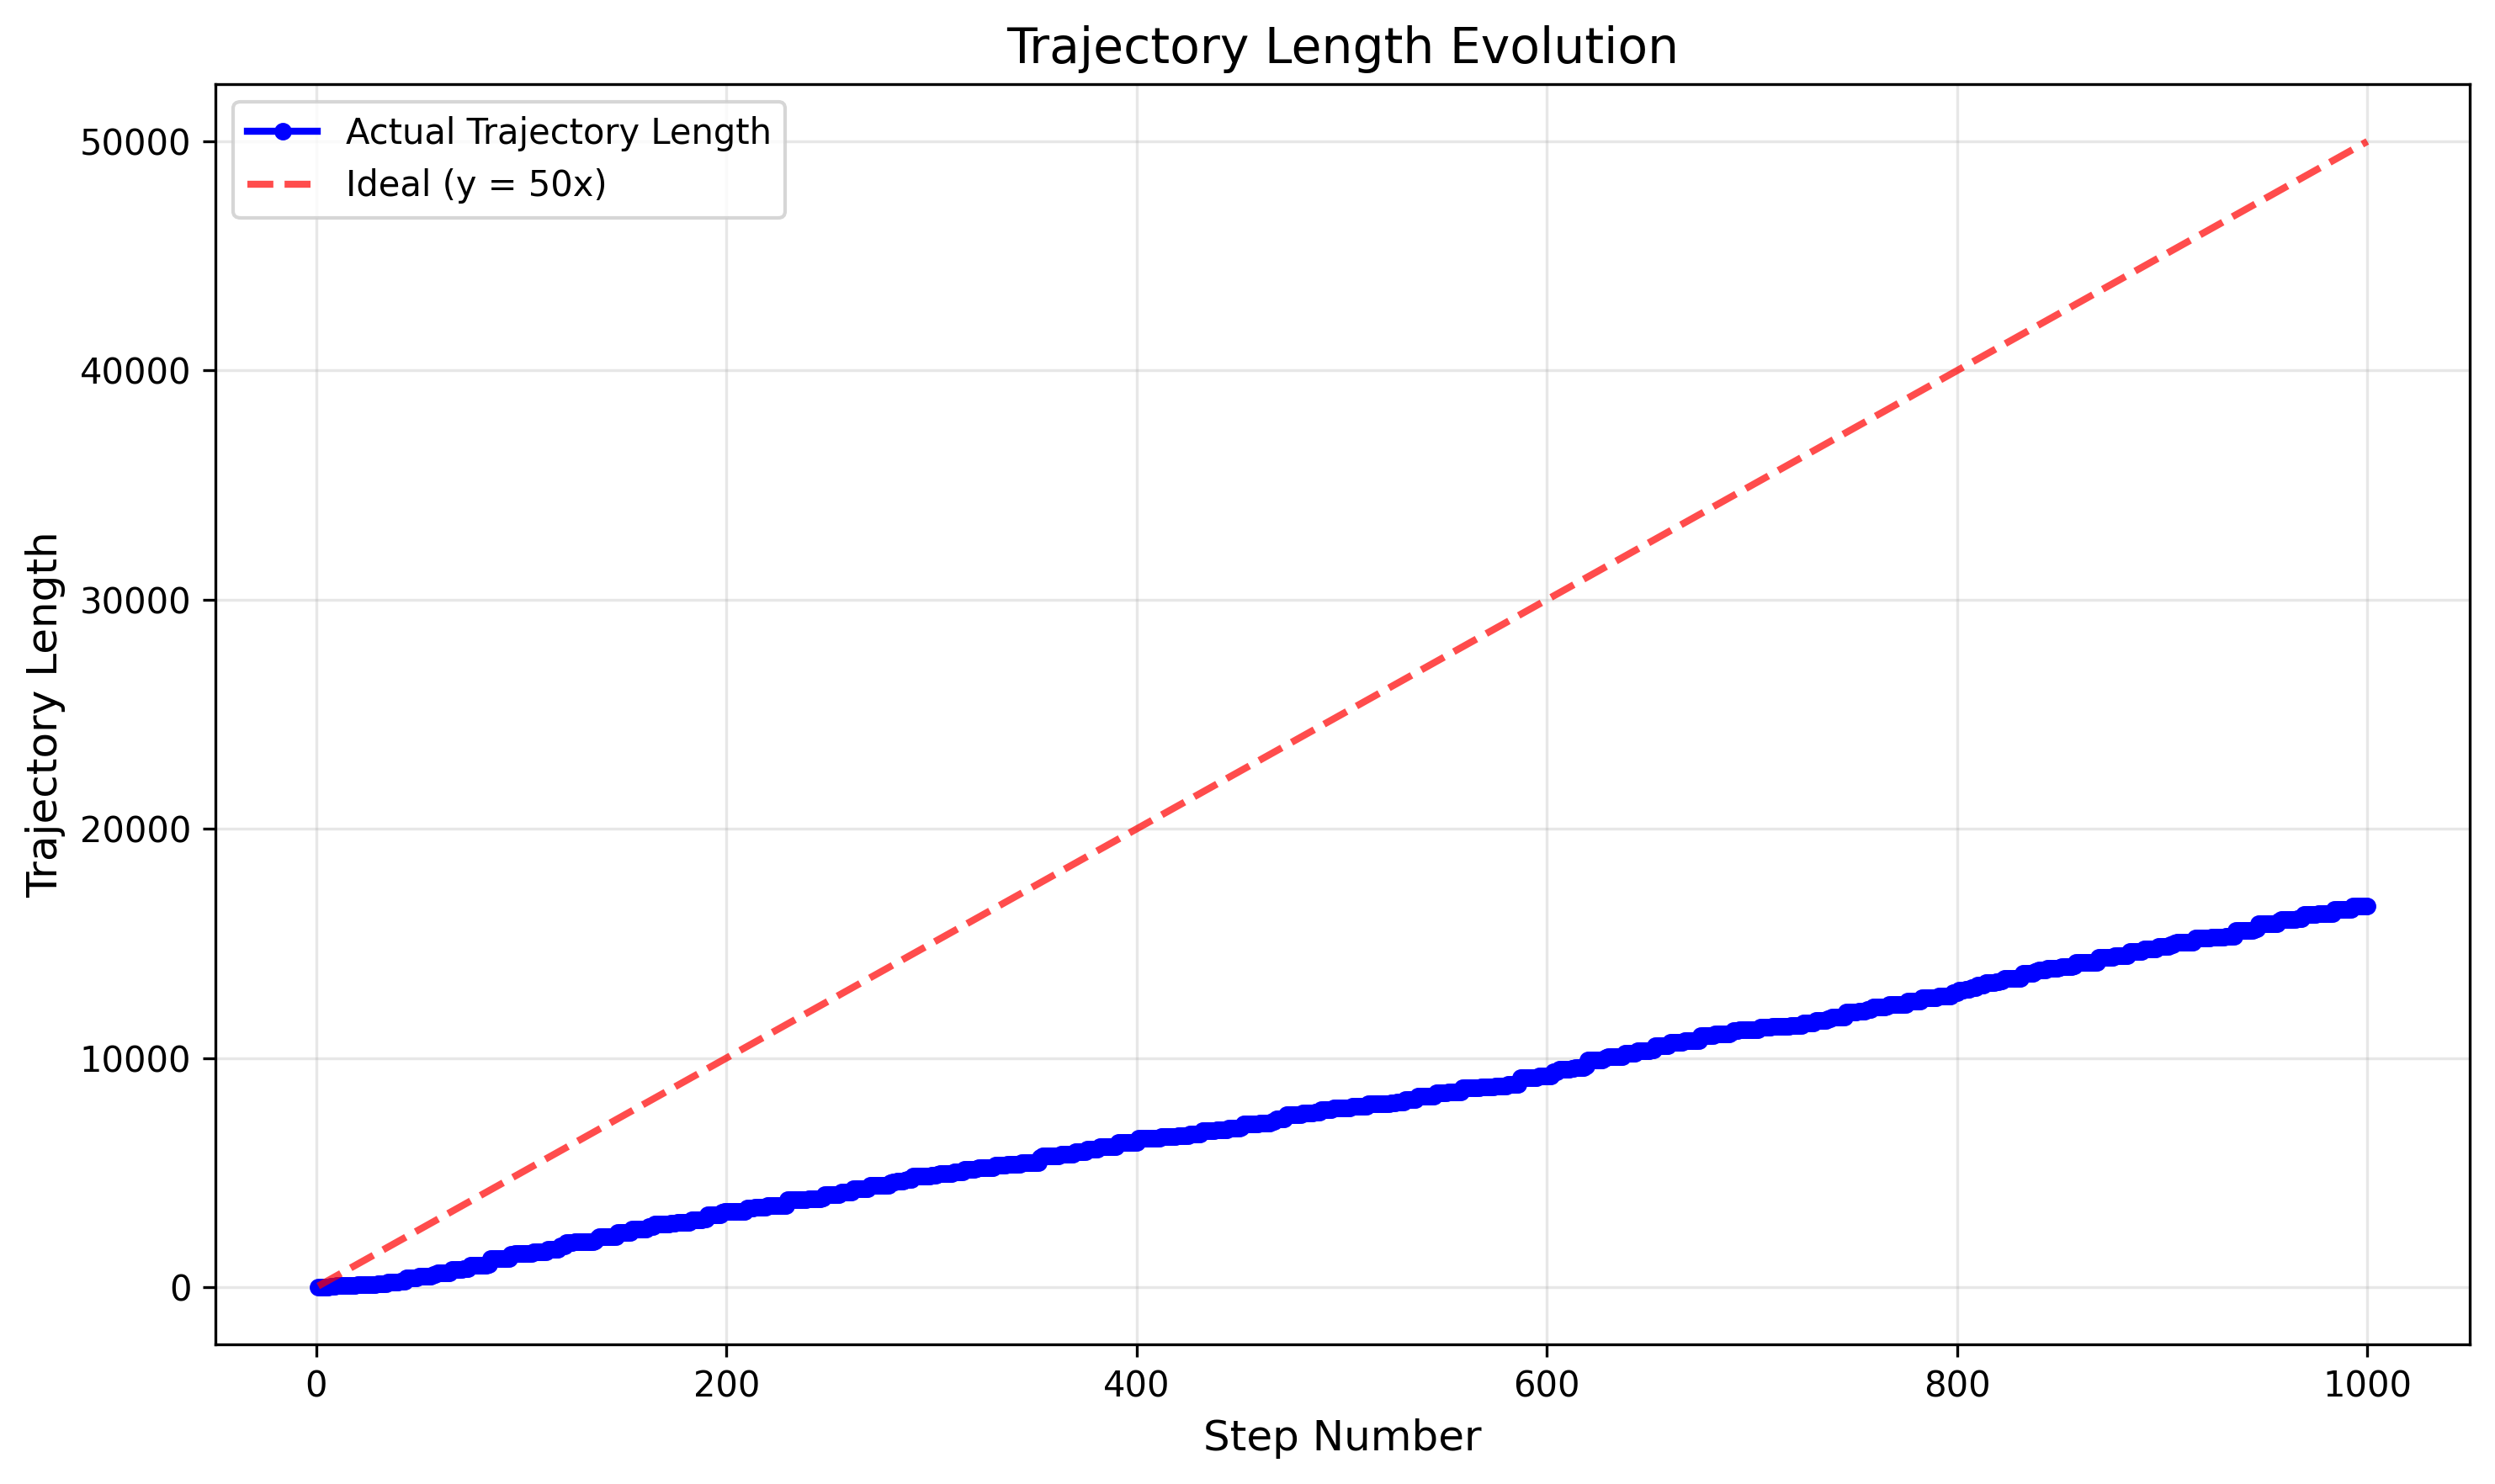 Trajectory Length Evolution
Actual Trajectory Length
Ideal (y = 50x)
Trajectory Length
50000
40000
30000
20000
10000
0
0 200 400 600 800 1000
Step Number